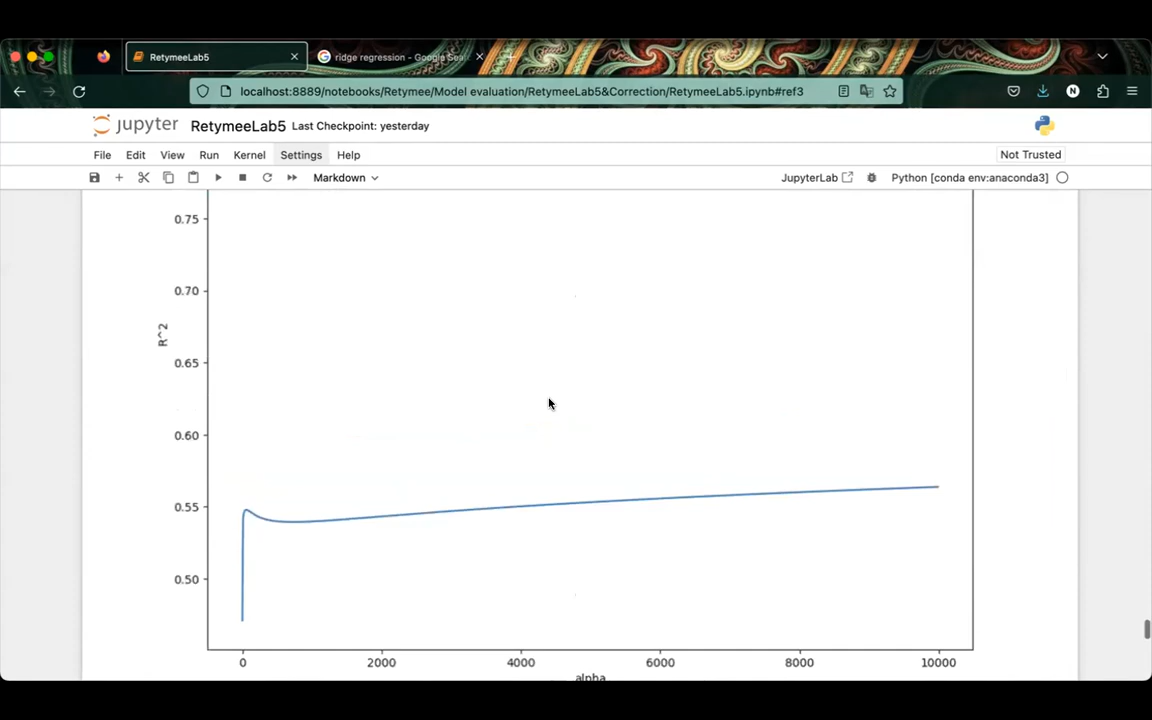 RetymeeLab5
ridge regression - Google Sea
localhost:8889/notebooks/Retymee/Model evaluation/RetymeeLab5&Correction/RetymeeLab5.ipynb#ref3
jupyter RetymeeLab5 Last Checkpoint: yesterday
File Edit View Run Kernel Settings Help
Not Trusted
Markdown
JupyterLab
Python [conda env:anaconda3]
0.75
0.70
0.65
0.60
0.55
0.50
R^2
0 2000 4000 6000 8000 10000
alpha